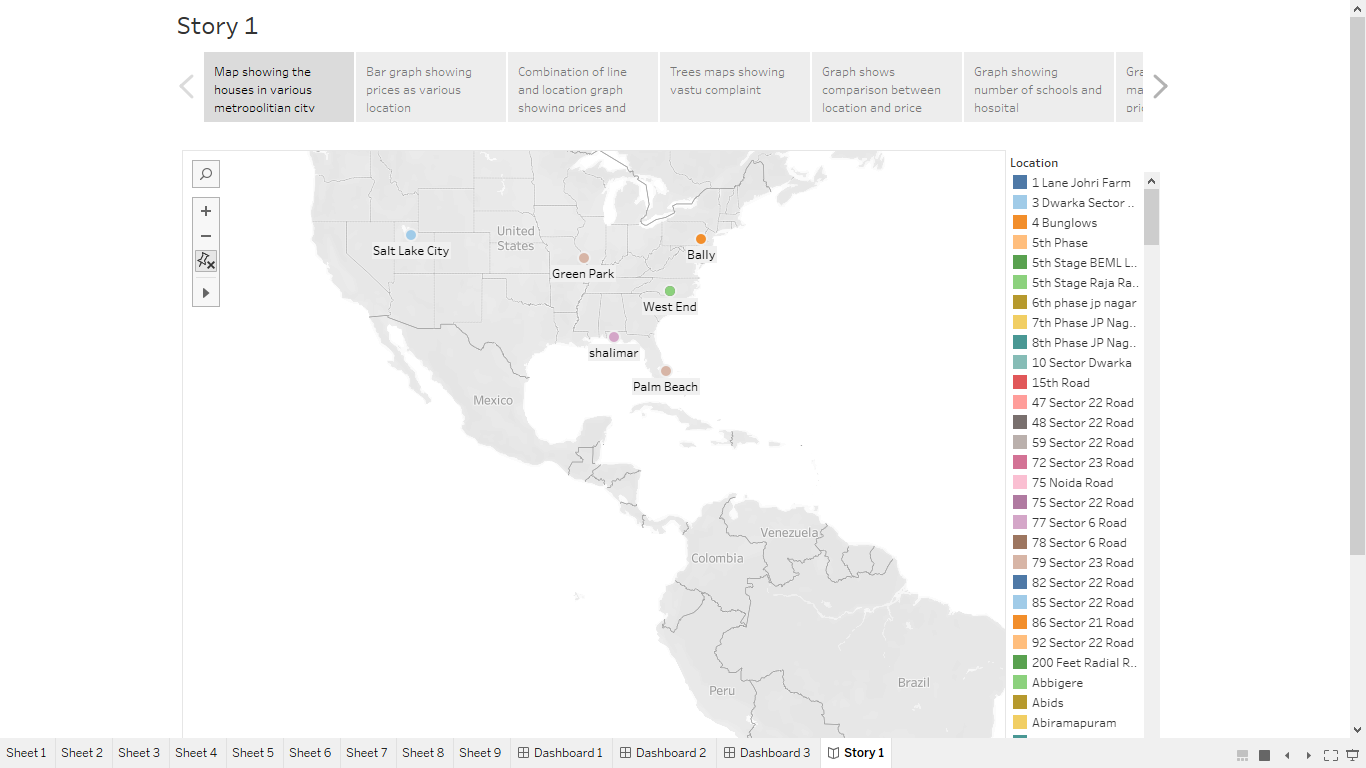 Story 1
Map showing the
houses in various
metropolitian city
Bar graph showing
prices as various
location
Combination of line
and location graph
showing prices and
Trees maps showing
vastu complaint
Graph shows
comparison between
location and price
Graph showing
number of schools and
hospital
Gra
ma
pric
United
States
Salt Lake City
Green Park
Bally
West End
shalimar
Palm Beach
Mexico
Venezuela
Colombia
Peru
Brazil
Location
1 Lane Johri Farm
3 Dwarka Sector ..
4 Bunglows
5th Phase
5th Stage BEML L..
5th Stage Raja Ra..
6th phase jp nagar
7th Phase JP Nag..
8th Phase JP Nag..
10 Sector Dwarka
15th Road
47 Sector 22 Road
48 Sector 22 Road
59 Sector 22 Road
72 Sector 23 Road
75 Noida Road
75 Sector 22 Road
77 Sector 6 Road
78 Sector 6 Road
79 Sector 23 Road
82 Sector 22 Road
85 Sector 22 Road
86 Sector 21 Road
92 Sector 22 Road
200 Feet Radial R..
Abbigere
Abids
Abiramapuram
Sheet 1 Sheet 2 Sheet 3 Sheet 4 Sheet 5 Sheet 6 Sheet 7 Sheet 8 Sheet 9 Dashboard 1 Dashboard 2 Dashboard 3 Story 1